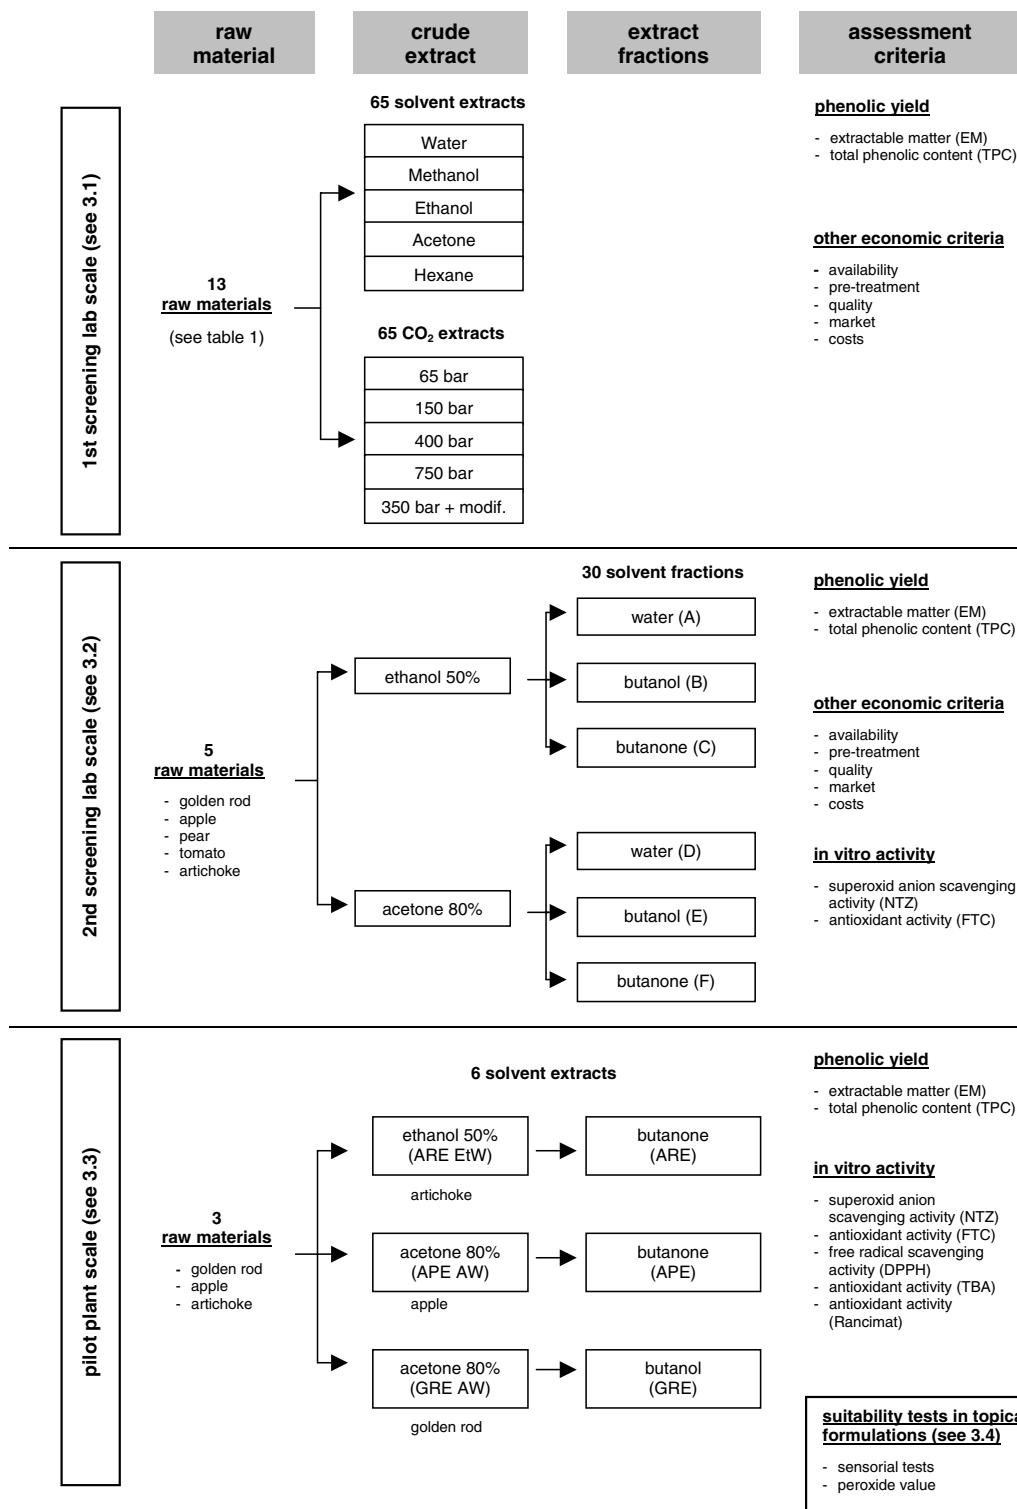 raw
material
crude
extract
extract
fractions
assessment
criteria
1st screening lab scale (see 3.1)
13
raw materials
(see table 1)
65 solvent extracts
Water
Methanol
Ethanol
Acetone
Hexane
65 CO₂ extracts
65 bar
150 bar
400 bar
750 bar
350 bar + modif.
phenolic yield
- extractable matter (EM)
- total phenolic content (TPC)
other economic criteria
- availability
- pre-treatment
- quality
- market
- costs
2nd screening lab scale (see 3.2)
5
raw materials
- golden rod
- apple
- pear
- tomato
- artichoke
ethanol 50%
acetone 80%
30 solvent fractions
water (A)
butanol (B)
butanone (C)
water (D)
butanol (E)
butanone (F)
phenolic yield
- extractable matter (EM)
- total phenolic content (TPC)
other economic criteria
- availability
- pre-treatment
- quality
- market
- costs
in vitro activity
- superoxid anion scavenging
activity (NTZ)
- antioxidant activity (FTC)
pilot plant scale (see 3.3)
3
raw materials
- golden rod
- apple
- artichoke
6 solvent extracts
ethanol 50%
(ARE EtW)
artichoke
butanone
(ARE)
acetone 80%
(APE AW)
apple
butanone
(APE)
acetone 80%
(GRE AW)
golden rod
butanol
(GRE)
phenolic yield
- extractable matter (EM)
- total phenolic content (TPC)
in vitro activity
- superoxid anion
scavenging activity (NTZ)
- antioxidant activity (FTC)
- free radical scavenging
activity (DPPH)
- antioxidant activity (TBA)
- antioxidant activity
(Rancimat)
suitability tests in topica
formulations (see 3.4)
- sensorial tests
- peroxide value